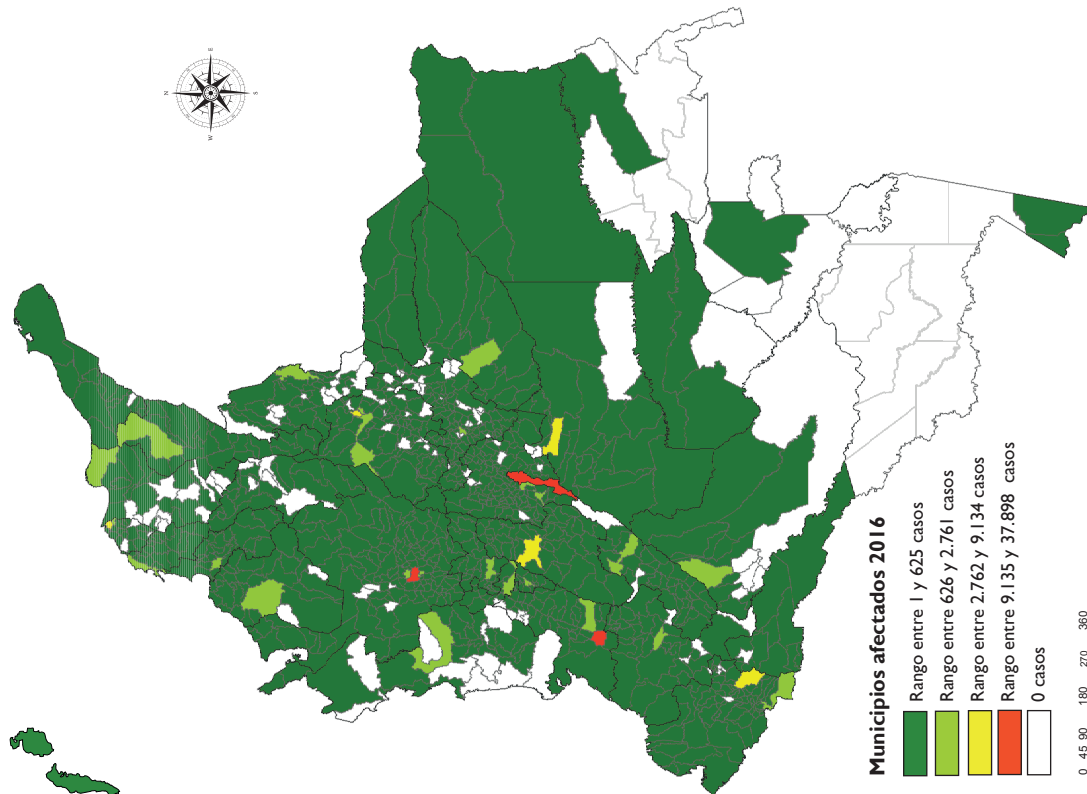 N
E
W
S
Municipios afectados 2016
Rango entre 1 y 625 casos
Rango entre 626 y 2.761 casos
Rango entre 2.762 y 9.134 casos
Rango entre 9.135 y 37.898 casos
0 casos
0 45 90 180 270 360